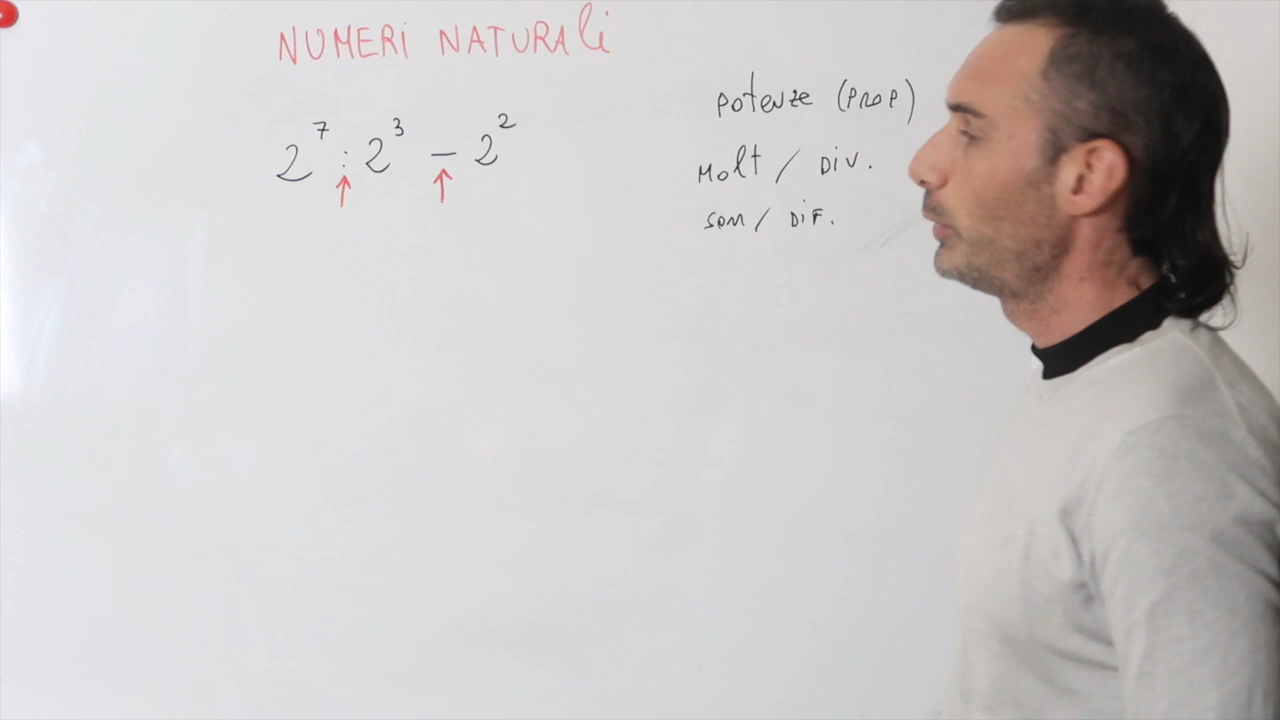 NUMERI NATURALI
2⁷ : 2³ − 2²
↑ ↑
potenze (PROP)
Molt / DIV.
som / DIF.